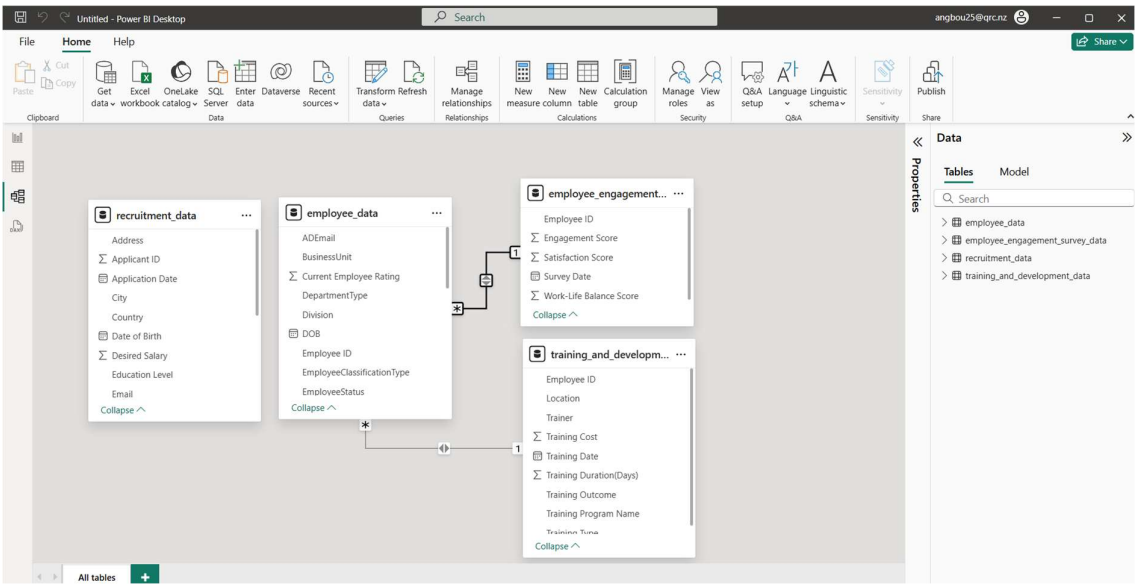 Untitled - Power BI Desktop
Search
angbou25@qrc.nz
File Home Help
Share
Paste
Cut
Copy
Get data
Excel workbook
OneLake catalog
SQL Server
Enter data
Dataverse
Recent sources
Transform data
Refresh
Manage relationships
New measure
New column
New table
Calculation group
Manage roles
View as
Q&A setup
Language
Linguistic schema
Sensitivity
Publish
Clipboard
Data
Queries
Relationships
Calculations
Security
Q&A
Sensitivity
Share
recruitment_data
Address
Applicant ID
Application Date
City
Country
Date of Birth
Desired Salary
Education Level
Email
Collapse
employee_data
ADEmail
BusinessUnit
Current Employee Rating
DepartmentType
Division
DOB
Employee ID
EmployeeClassificationType
EmployeeStatus
Collapse
*
1
employee_engagement...
Employee ID
Engagement Score
Satisfaction Score
Survey Date
Work-Life Balance Score
Collapse
*
1
training_and_developm...
Employee ID
Location
Trainer
Training Cost
Training Date
Training Duration(Days)
Training Outcome
Training Program Name
Training Type
Collapse
Properties
Data
Tables Model
Search
employee_data
employee_engagement_survey_data
recruitment_data
training_and_development_data
All tables
+